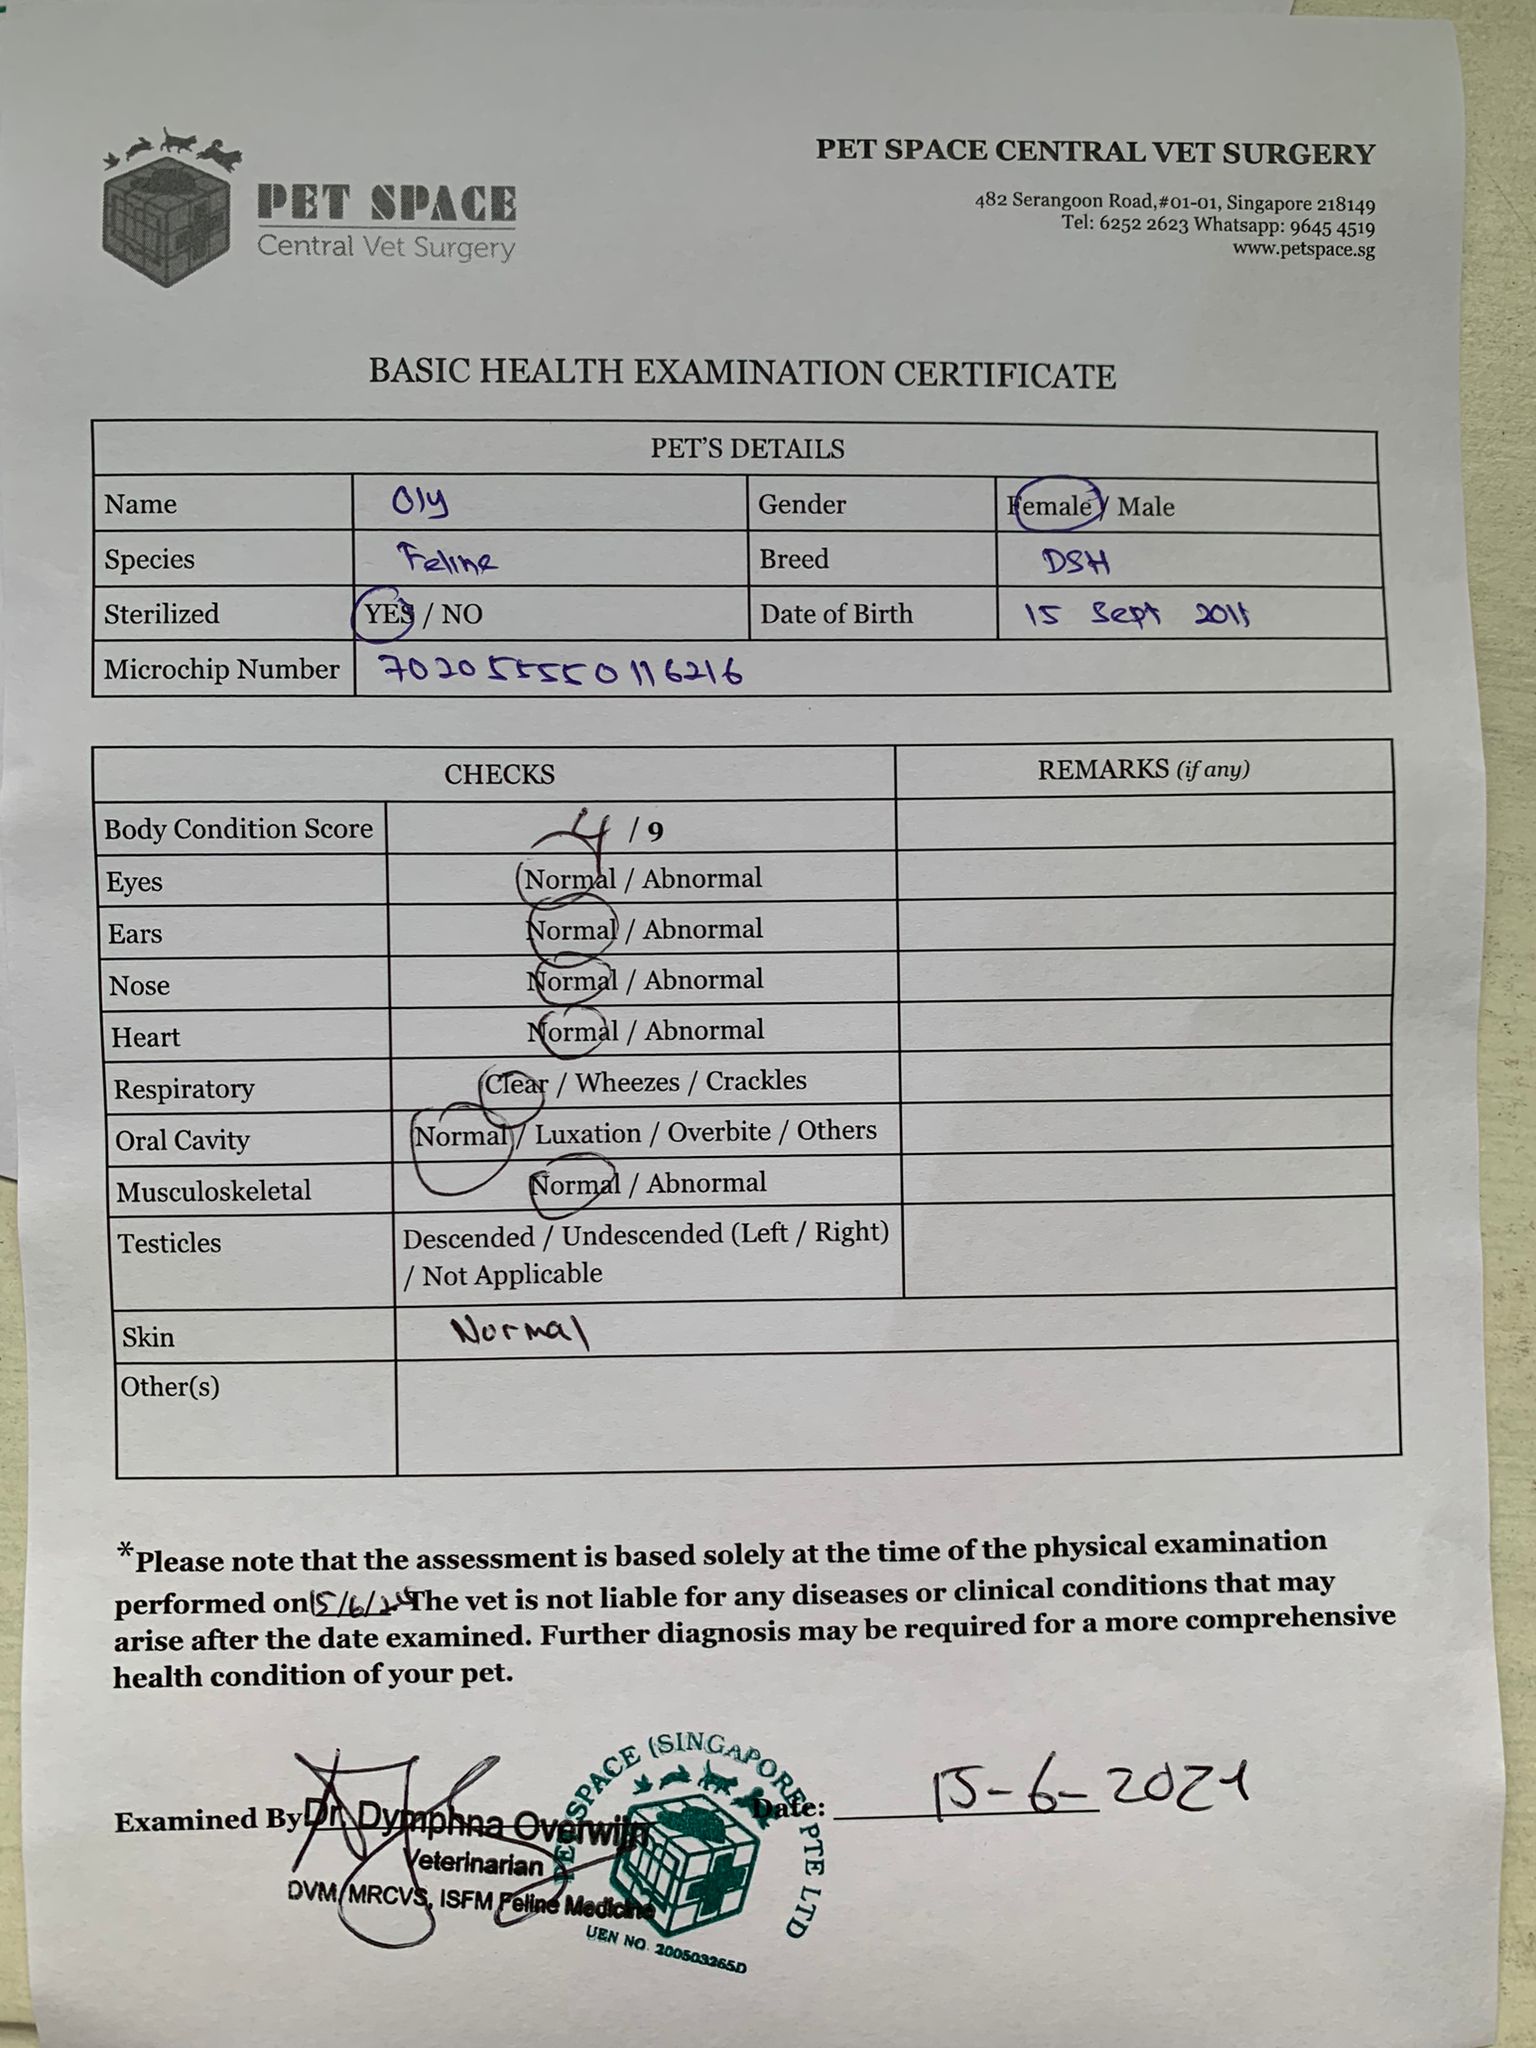 PET SPACE
Central Vet Surgery
PET SPACE CENTRAL VET SURGERY
482 Serangoon Road,#01-01, Singapore 218149
Tel: 6252 2623 Whatsapp: 9645 4519
www.petspace.sg
BASIC HEALTH EXAMINATION CERTIFICATE
PET'S DETAILS
Name Oly Gender Female / Male
Species Feline Breed DSH
Sterilized YES / NO Date of Birth 15 Sept 2011
Microchip Number 702055550116216
CHECKS REMARKS (if any)
Body Condition Score 4 / 9
Eyes Normal / Abnormal
Ears Normal / Abnormal
Nose Normal / Abnormal
Heart Normal / Abnormal
Respiratory Clear / Wheezes / Crackles
Oral Cavity Normal / Luxation / Overbite / Others
Musculoskeletal Normal / Abnormal
Testicles Descended / Undescended (Left / Right)
/ Not Applicable
Skin Normal
Other(s)
*Please note that the assessment is based solely at the time of the physical examination
performed on 15/6/ The vet is not liable for any diseases or clinical conditions that may
arise after the date examined. Further diagnosis may be required for a more comprehensive
health condition of your pet.
Examined By Dr. Dymphna Overwijn Date: 15-6-2021
Veterinarian
DVM, MRCVS, ISFM Feline Medicine
PET SPACE (SINGAPORE) PTE LTD
UEN NO. 200503265D